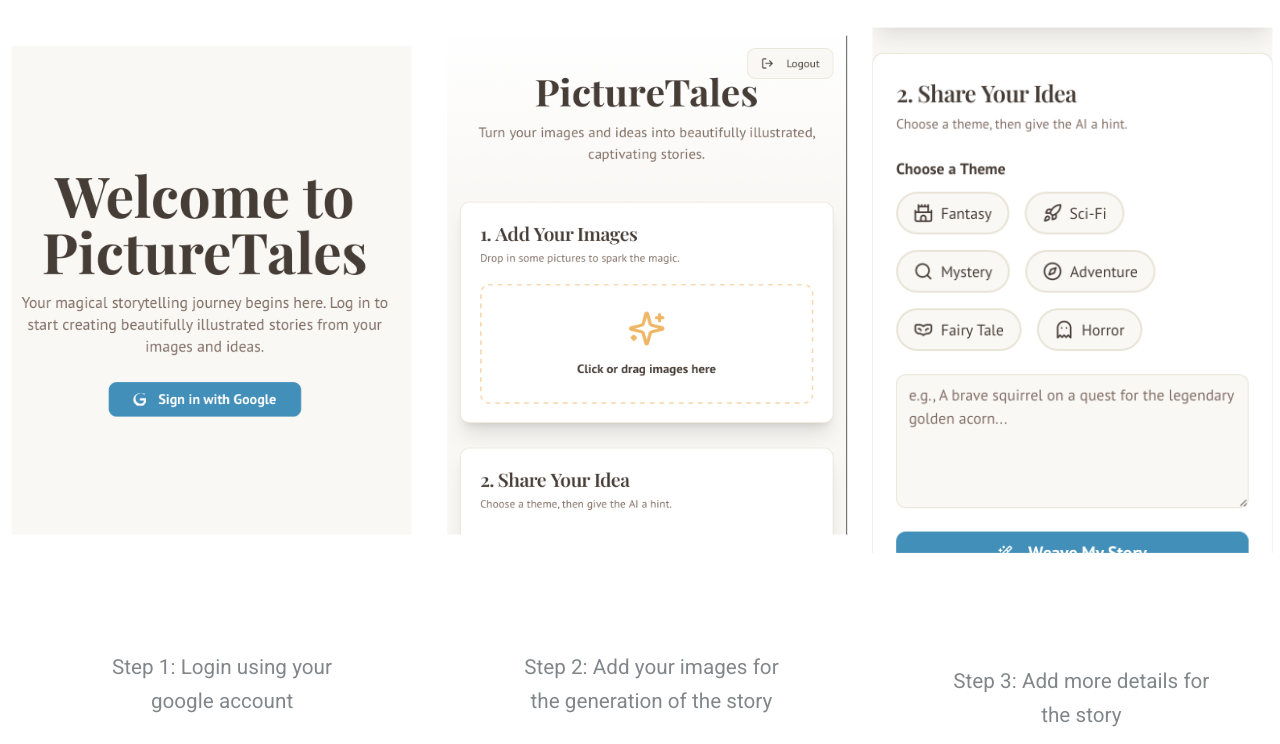 Welcome to
PictureTales
Your magical storytelling journey begins here. Log in to
start creating beautifully illustrated stories from your
images and ideas.
Sign in with Google
Logout
PictureTales
Turn your images and ideas into beautifully illustrated,
captivating stories.
1. Add Your Images
Drop in some pictures to spark the magic.
Click or drag images here
2. Share Your Idea
Choose a theme, then give the AI a hint.
2. Share Your Idea
Choose a theme, then give the AI a hint.
Choose a Theme
Fantasy
Sci-Fi
Mystery
Adventure
Fairy Tale
Horror
e.g., A brave squirrel on a quest for the legendary
golden acorn...
Weave My Story
Step 1: Login using your
google account
Step 2: Add your images for
the generation of the story
Step 3: Add more details for
the story